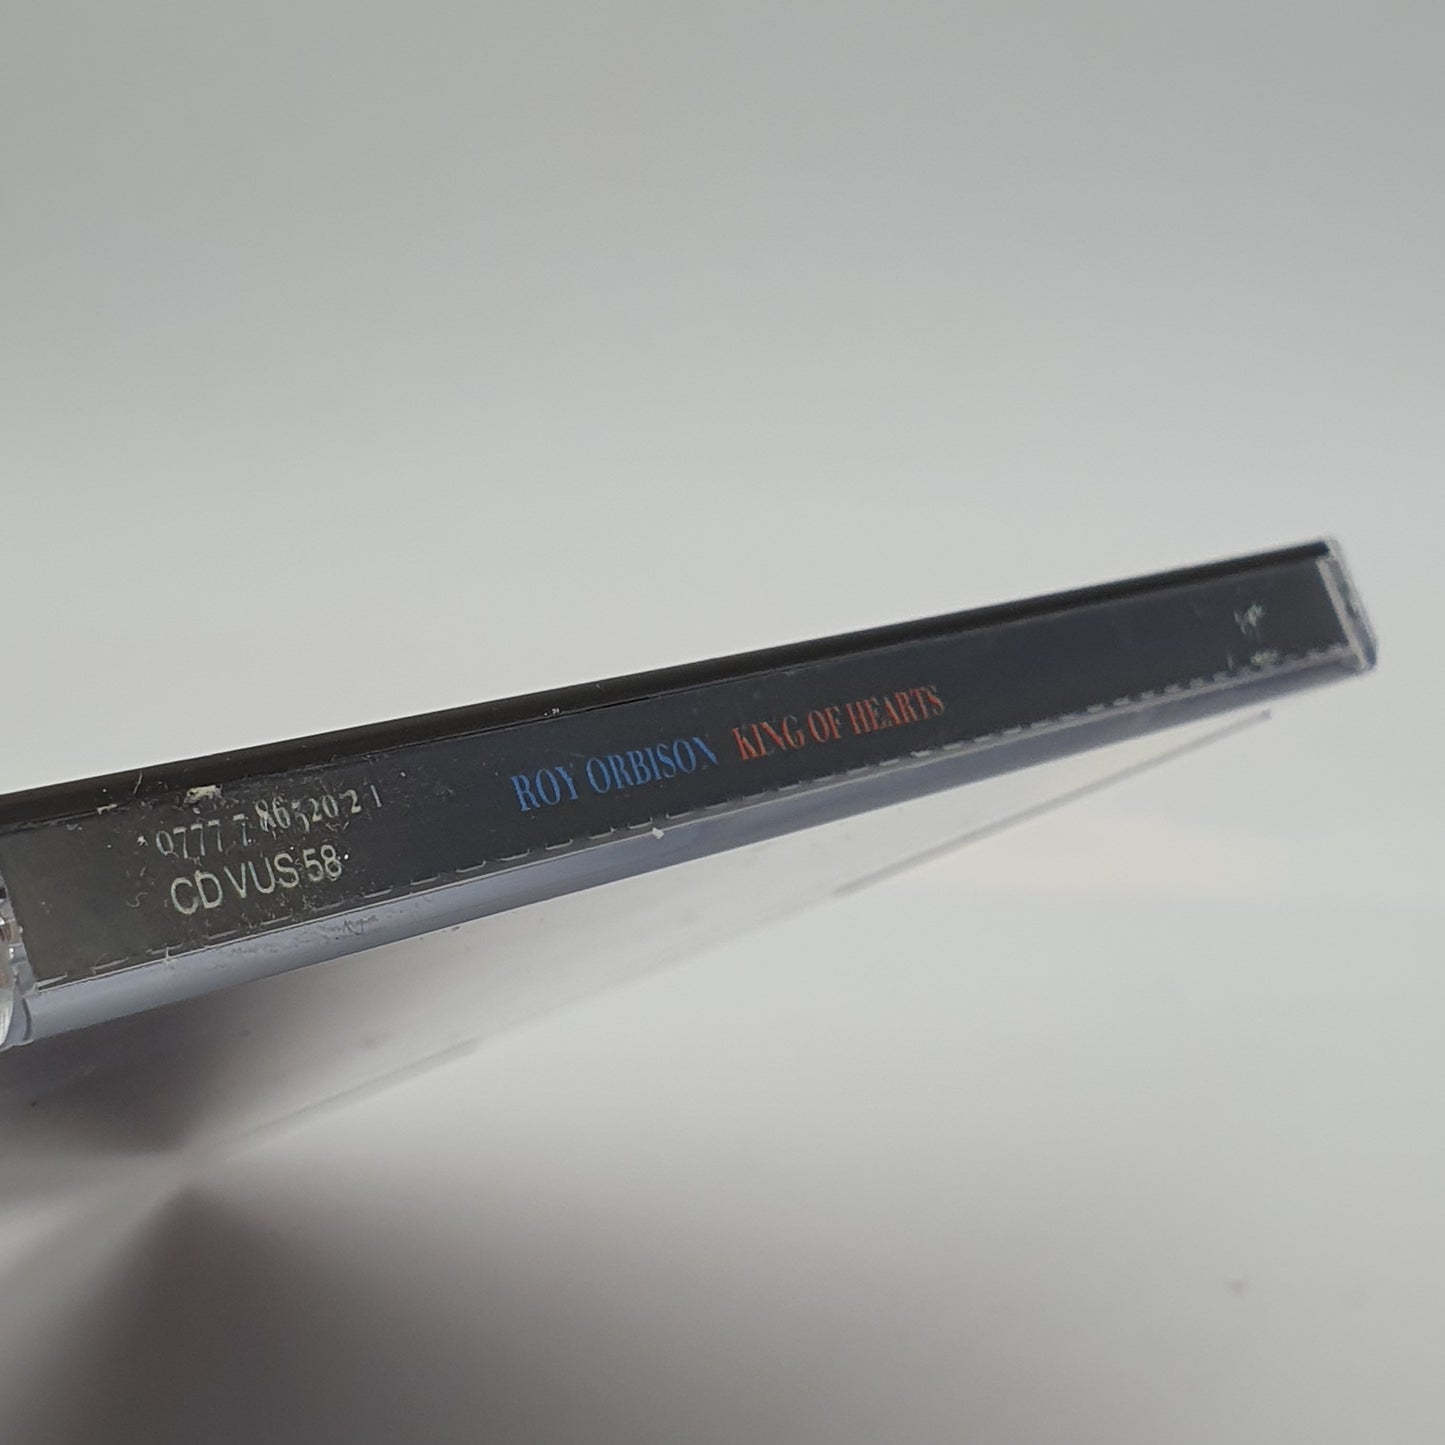 0777 7 86520 2 1
CD VUS 58
ROY ORBISON KING OF HEARTS